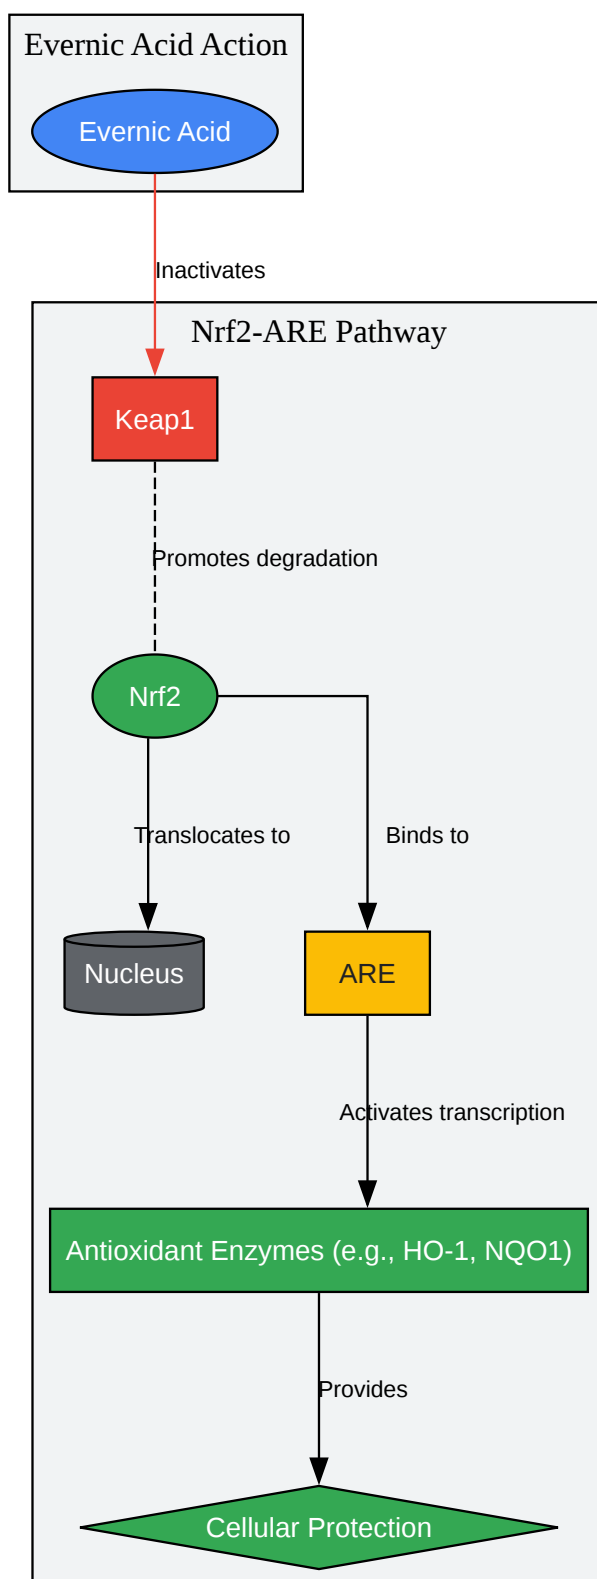 Evernic Acid Action
Evernic Acid
Inactivates
Nrf2-ARE Pathway
Keap1
Promotes degradation
Nrf2
Translocates to
Binds to
Nucleus
ARE
Activates transcription
Antioxidant Enzymes (e.g., HO-1, NQO1)
Provides
Cellular Protection